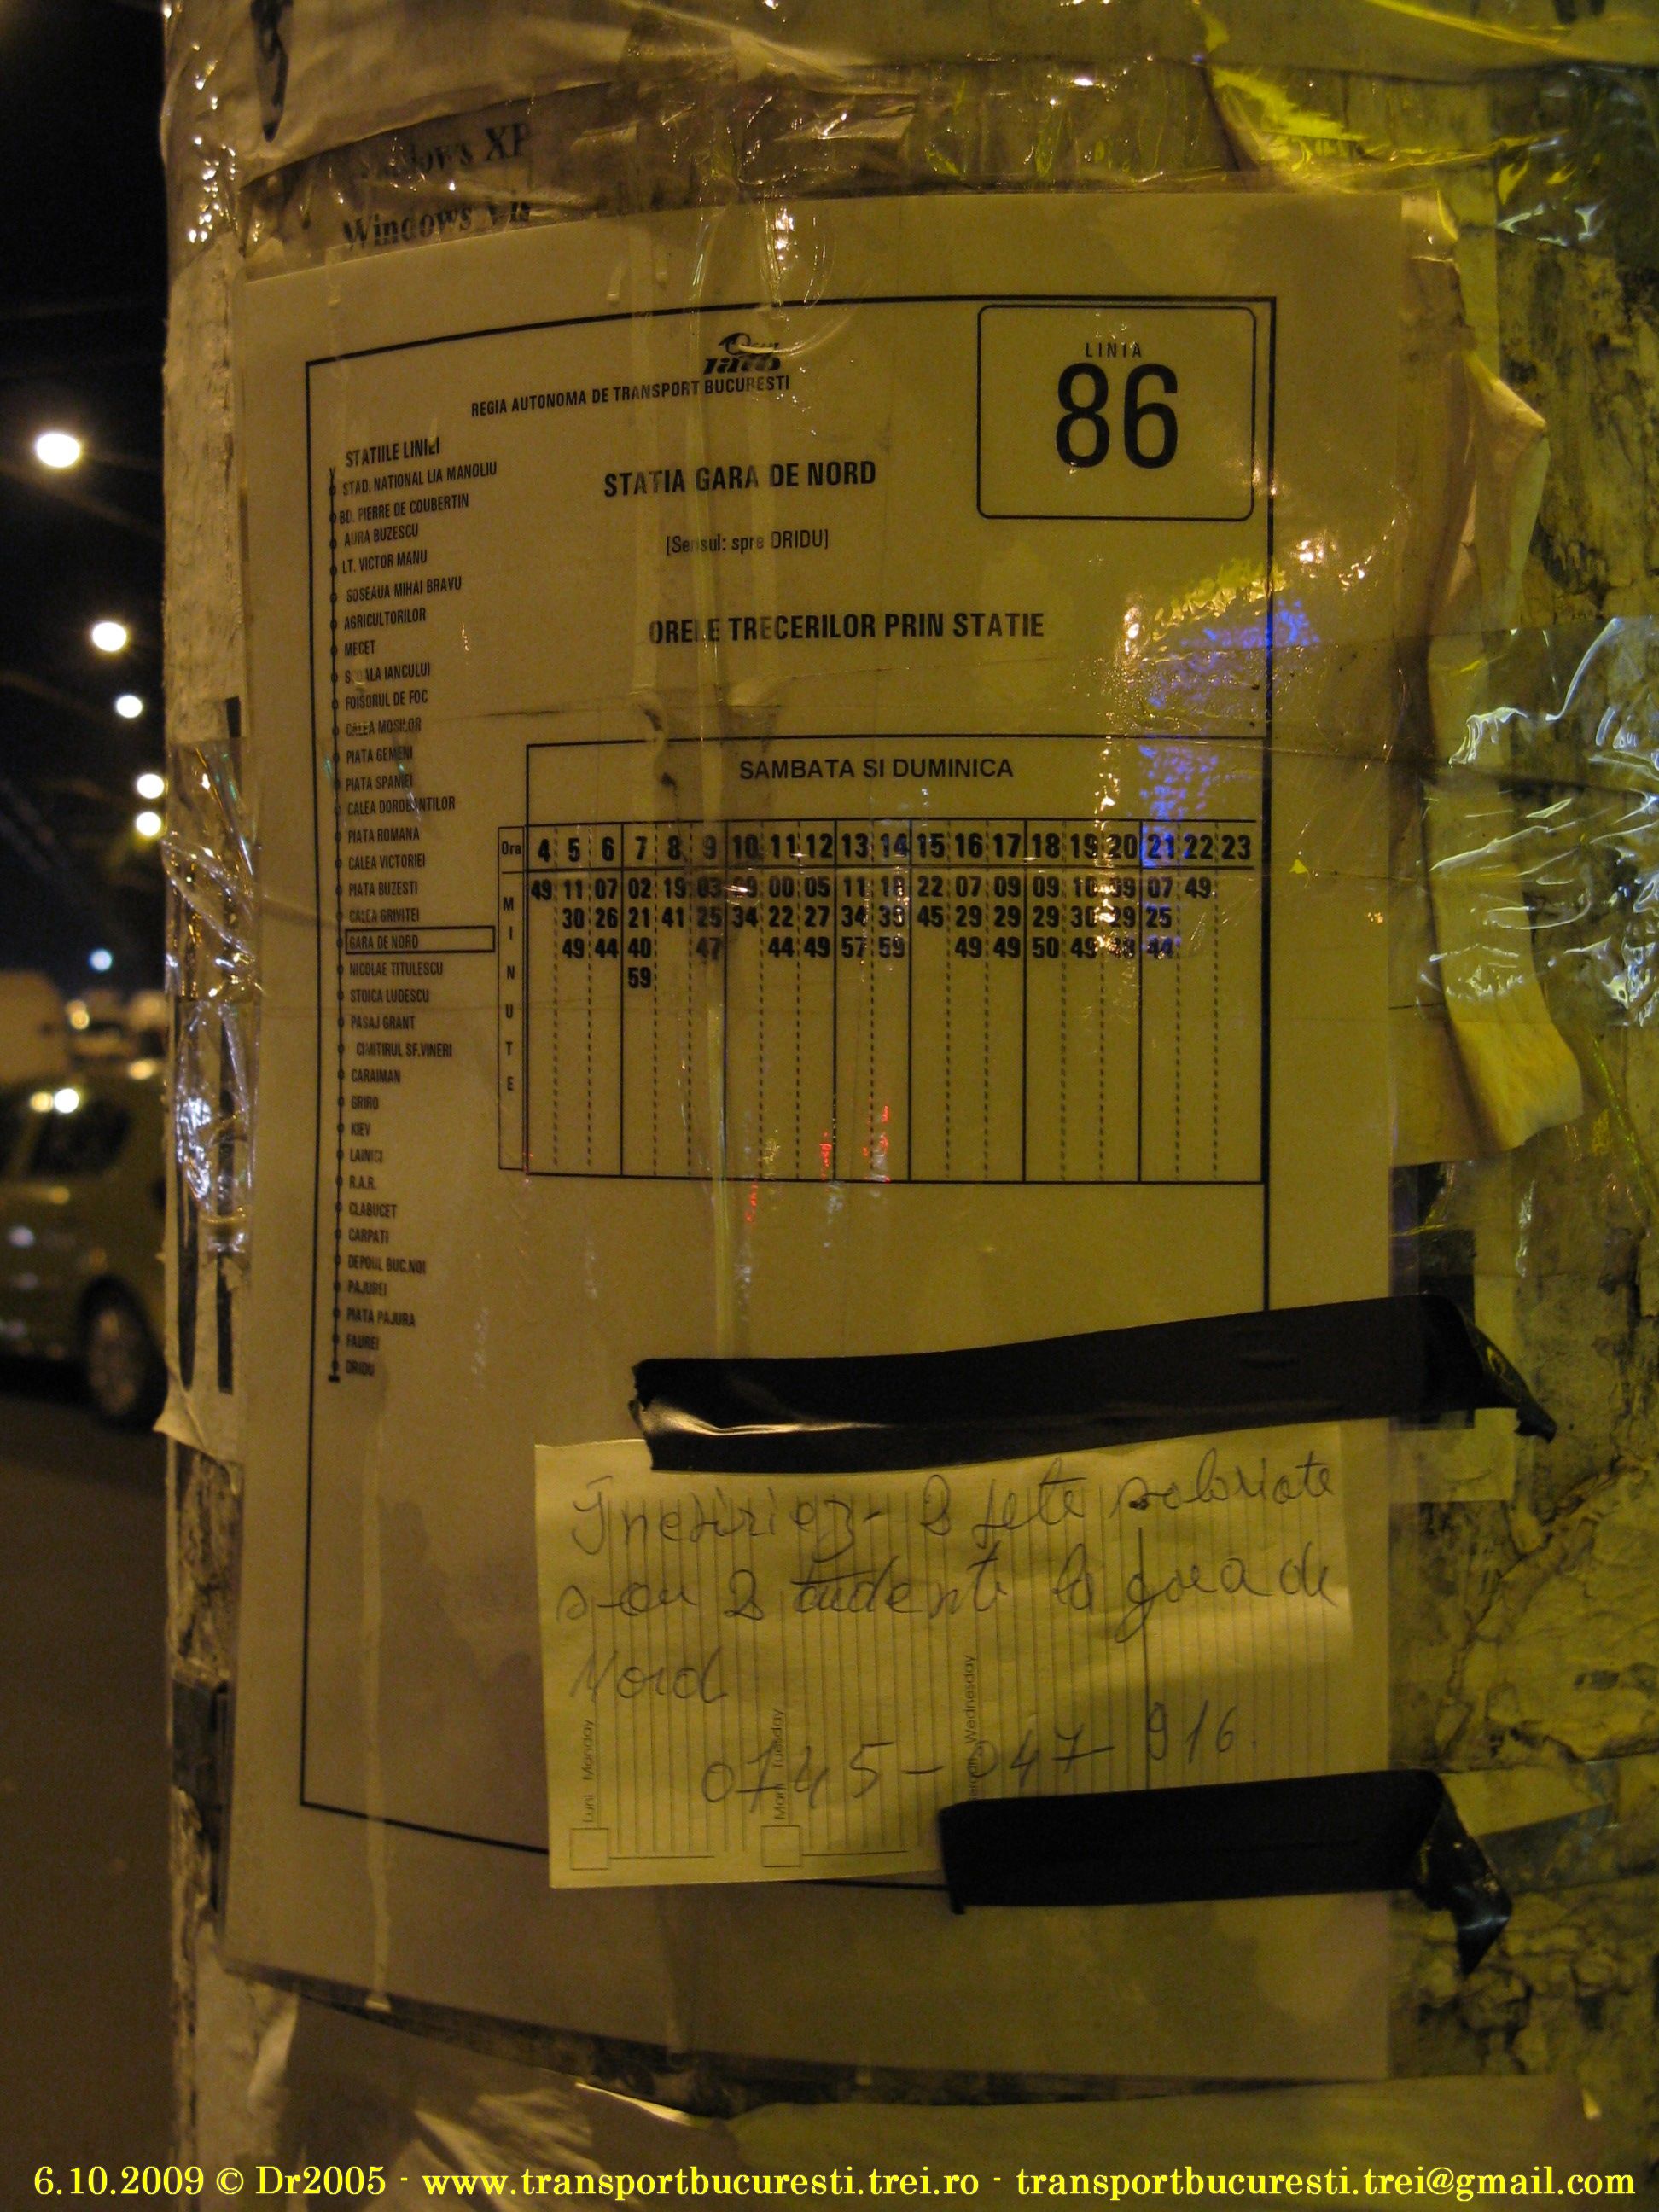 Windows XP
Windows Vis
ratb
REGIA AUTONOMA DE TRANSPORT BUCURESTI
LINIA
86
STATIA GARA DE NORD
[Sensul: spre DRIDU]
ORELE TRECERILOR PRIN STATIE
STATIILE LINIEI
STAD. NATIONAL LIA MANOLIU
BD. PIERRE DE COUBERTIN
AURA BUZESCU
LT. VICTOR MANU
SOSEAUA MIHAI BRAVU
AGRICULTORILOR
MECET
SCOALA IANCULUI
FOISORUL DE FOC
CALEA MOSILOR
PIATA GEMENI
PIATA SPANIEI
CALEA DOROBANTILOR
PIATA ROMANA
CALEA VICTORIEI
PIATA BUZESTI
CALEA GRIVITEI
GARA DE NORD
NICOLAE TITULESCU
STOICA LUDESCU
PASAJ GRANT
CIMITIRUL SF.VINERI
CARAIMAN
GRIRO
KIEV
LAINICI
R.A.R.
CLABUCET
CARPATI
DEPOUL BUC.NOI
PAJUREI
PIATA PAJURA
FAUREI
DRIDU
SAMBATA SI DUMINICA
Ora 4 5 6 7 8 9 10 11 12 13 14 15 16 17 18 19 20 21 22 23
MINUTE
49 11 07 02 19 03 09 00 05 11 18 22 07 09 09 10 09 07 49
30 26 21 41 25 34 22 27 34 39 45 29 29 29 30 29 25
49 44 40 47 44 49 57 59 49 49 50 49 48 44
59
Inchiriez - 2 fete salariate
sau 2 studenti la gara de
Nord
0745-047-916.
Luni Monday
Marti Tuesday
Wednesday
6.10.2009 © Dr2005 - www.transportbucuresti.trei.ro - transportbucuresti.trei@gmail.com